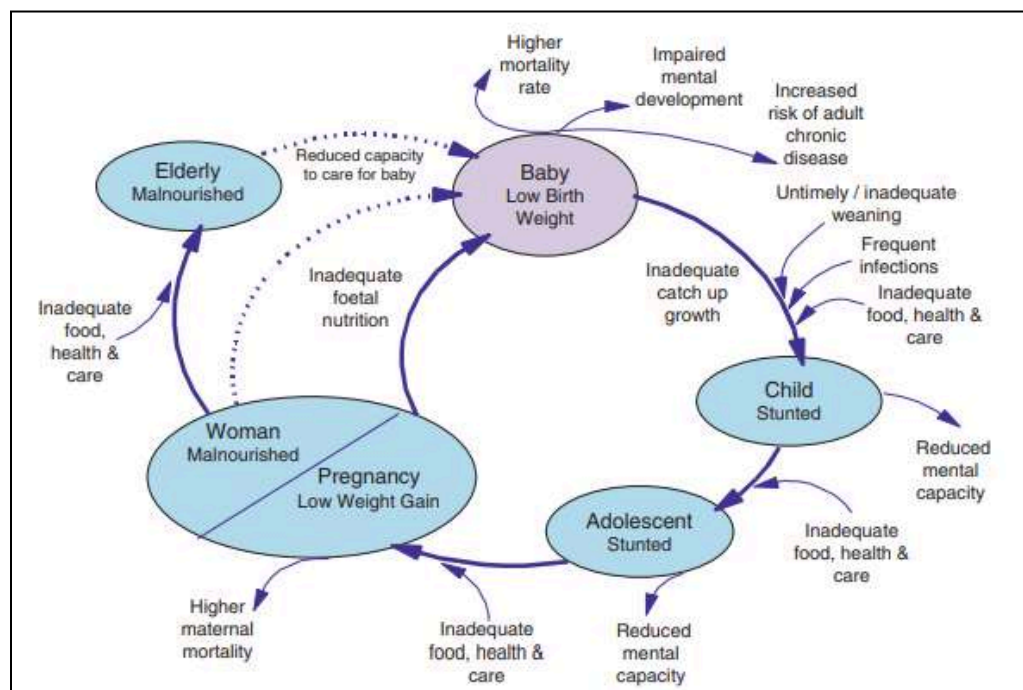 Higher
mortality
rate
Impaired
mental
development
Increased
risk of adult
chronic
disease
Elderly
Malnourished
Reduced capacity
to care for baby
Baby
Low Birth
Weight
Untimely / inadequate
weaning
Frequent
infections
Inadequate
food, health &
care
Inadequate
catch up
growth
Inadequate
foetal
nutrition
Inadequate
food,
health &
care
Child
Stunted
Reduced
mental
capacity
Woman
Malnourished
Pregnancy
Low Weight Gain
Adolescent
Stunted
Inadequate
food, health &
care
Higher
maternal
mortality
Inadequate
food, health &
care
Reduced
mental
capacity